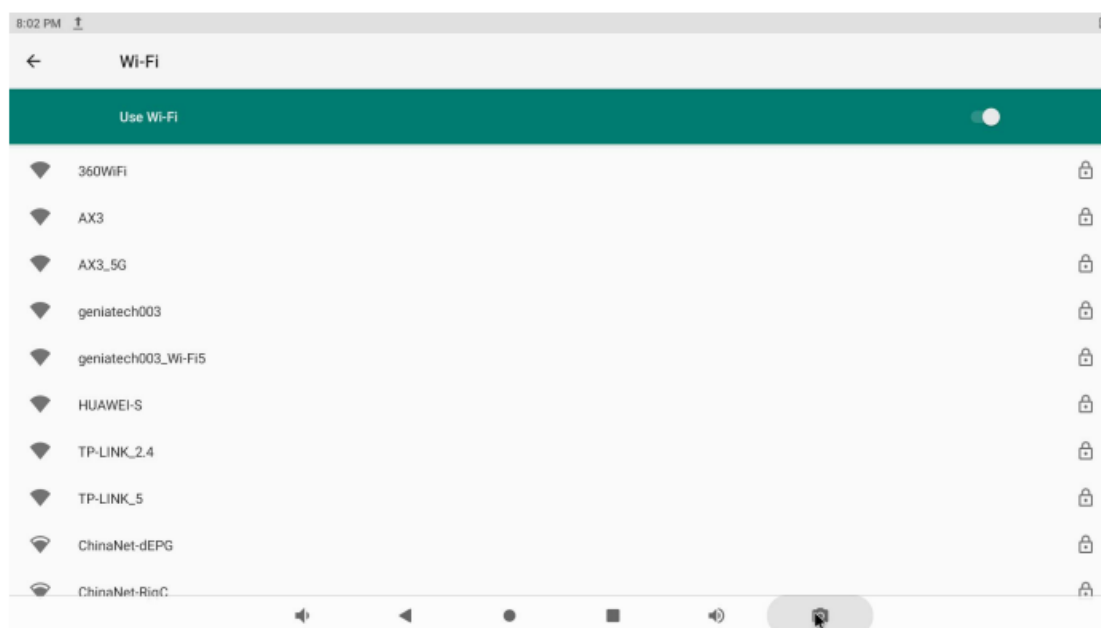 8:02 PM
Wi-Fi
Use Wi-Fi
360WiFi
AX3
AX3_5G
geniatech003
geniatech003_Wi-Fi5
HUAWEI-S
TP-LINK_2.4
TP-LINK_5
ChinaNet-dEPG